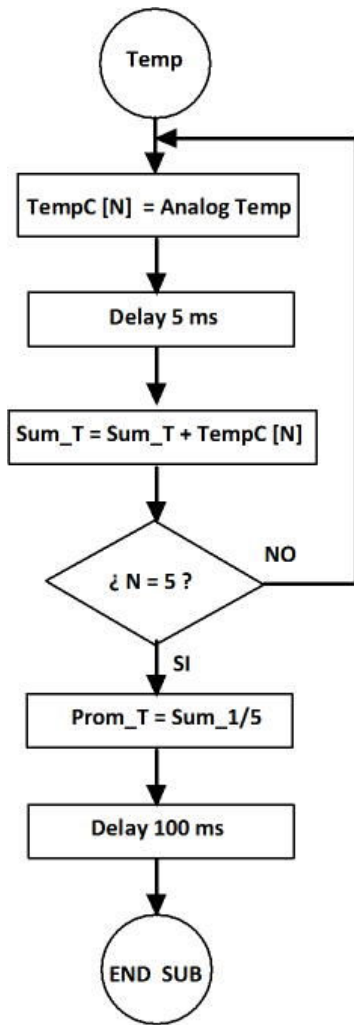 Temp
TempC [N] = Analog Temp
Delay 5 ms
Sum_T = Sum_T + TempC [N]
¿ N = 5 ?
NO
SI
Prom_T = Sum_1/5
Delay 100 ms
END SUB